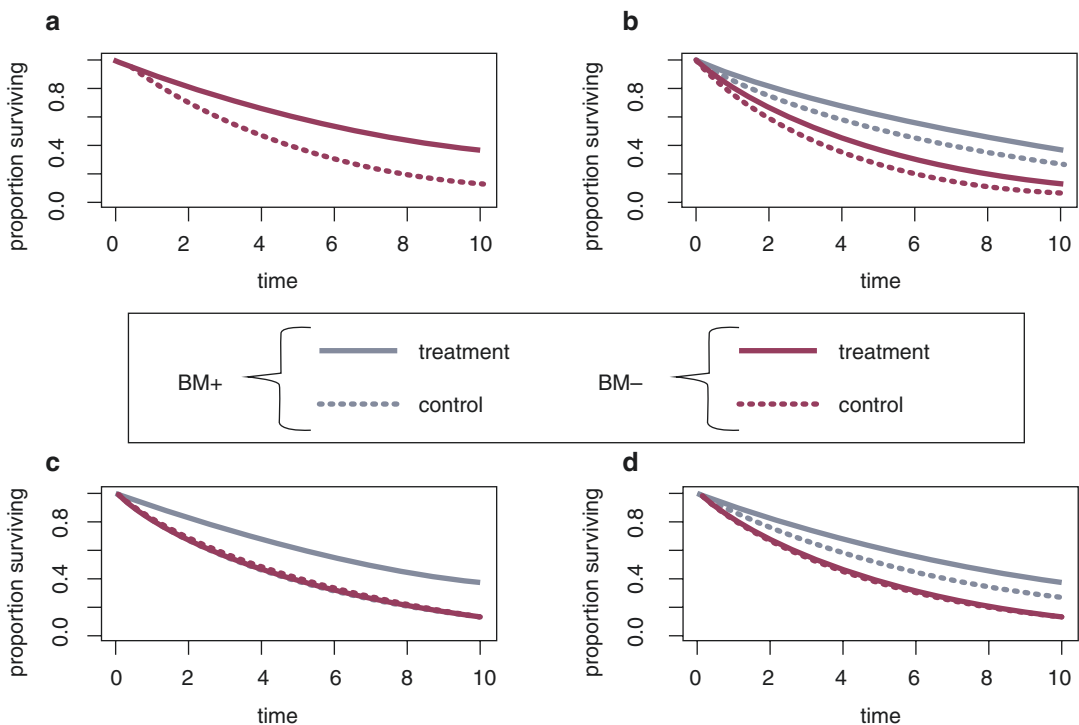 a
proportion surviving
0.8
0.4
0.0
0 2 4 6 8 10
time
b
proportion surviving
0.8
0.4
0.0
0 2 4 6 8 10
time
BM+
treatment
control
BM–
treatment
control
c
proportion surviving
0.8
0.4
0.0
0 2 4 6 8 10
time
d
proportion surviving
0.8
0.4
0.0
0 2 4 6 8 10
time